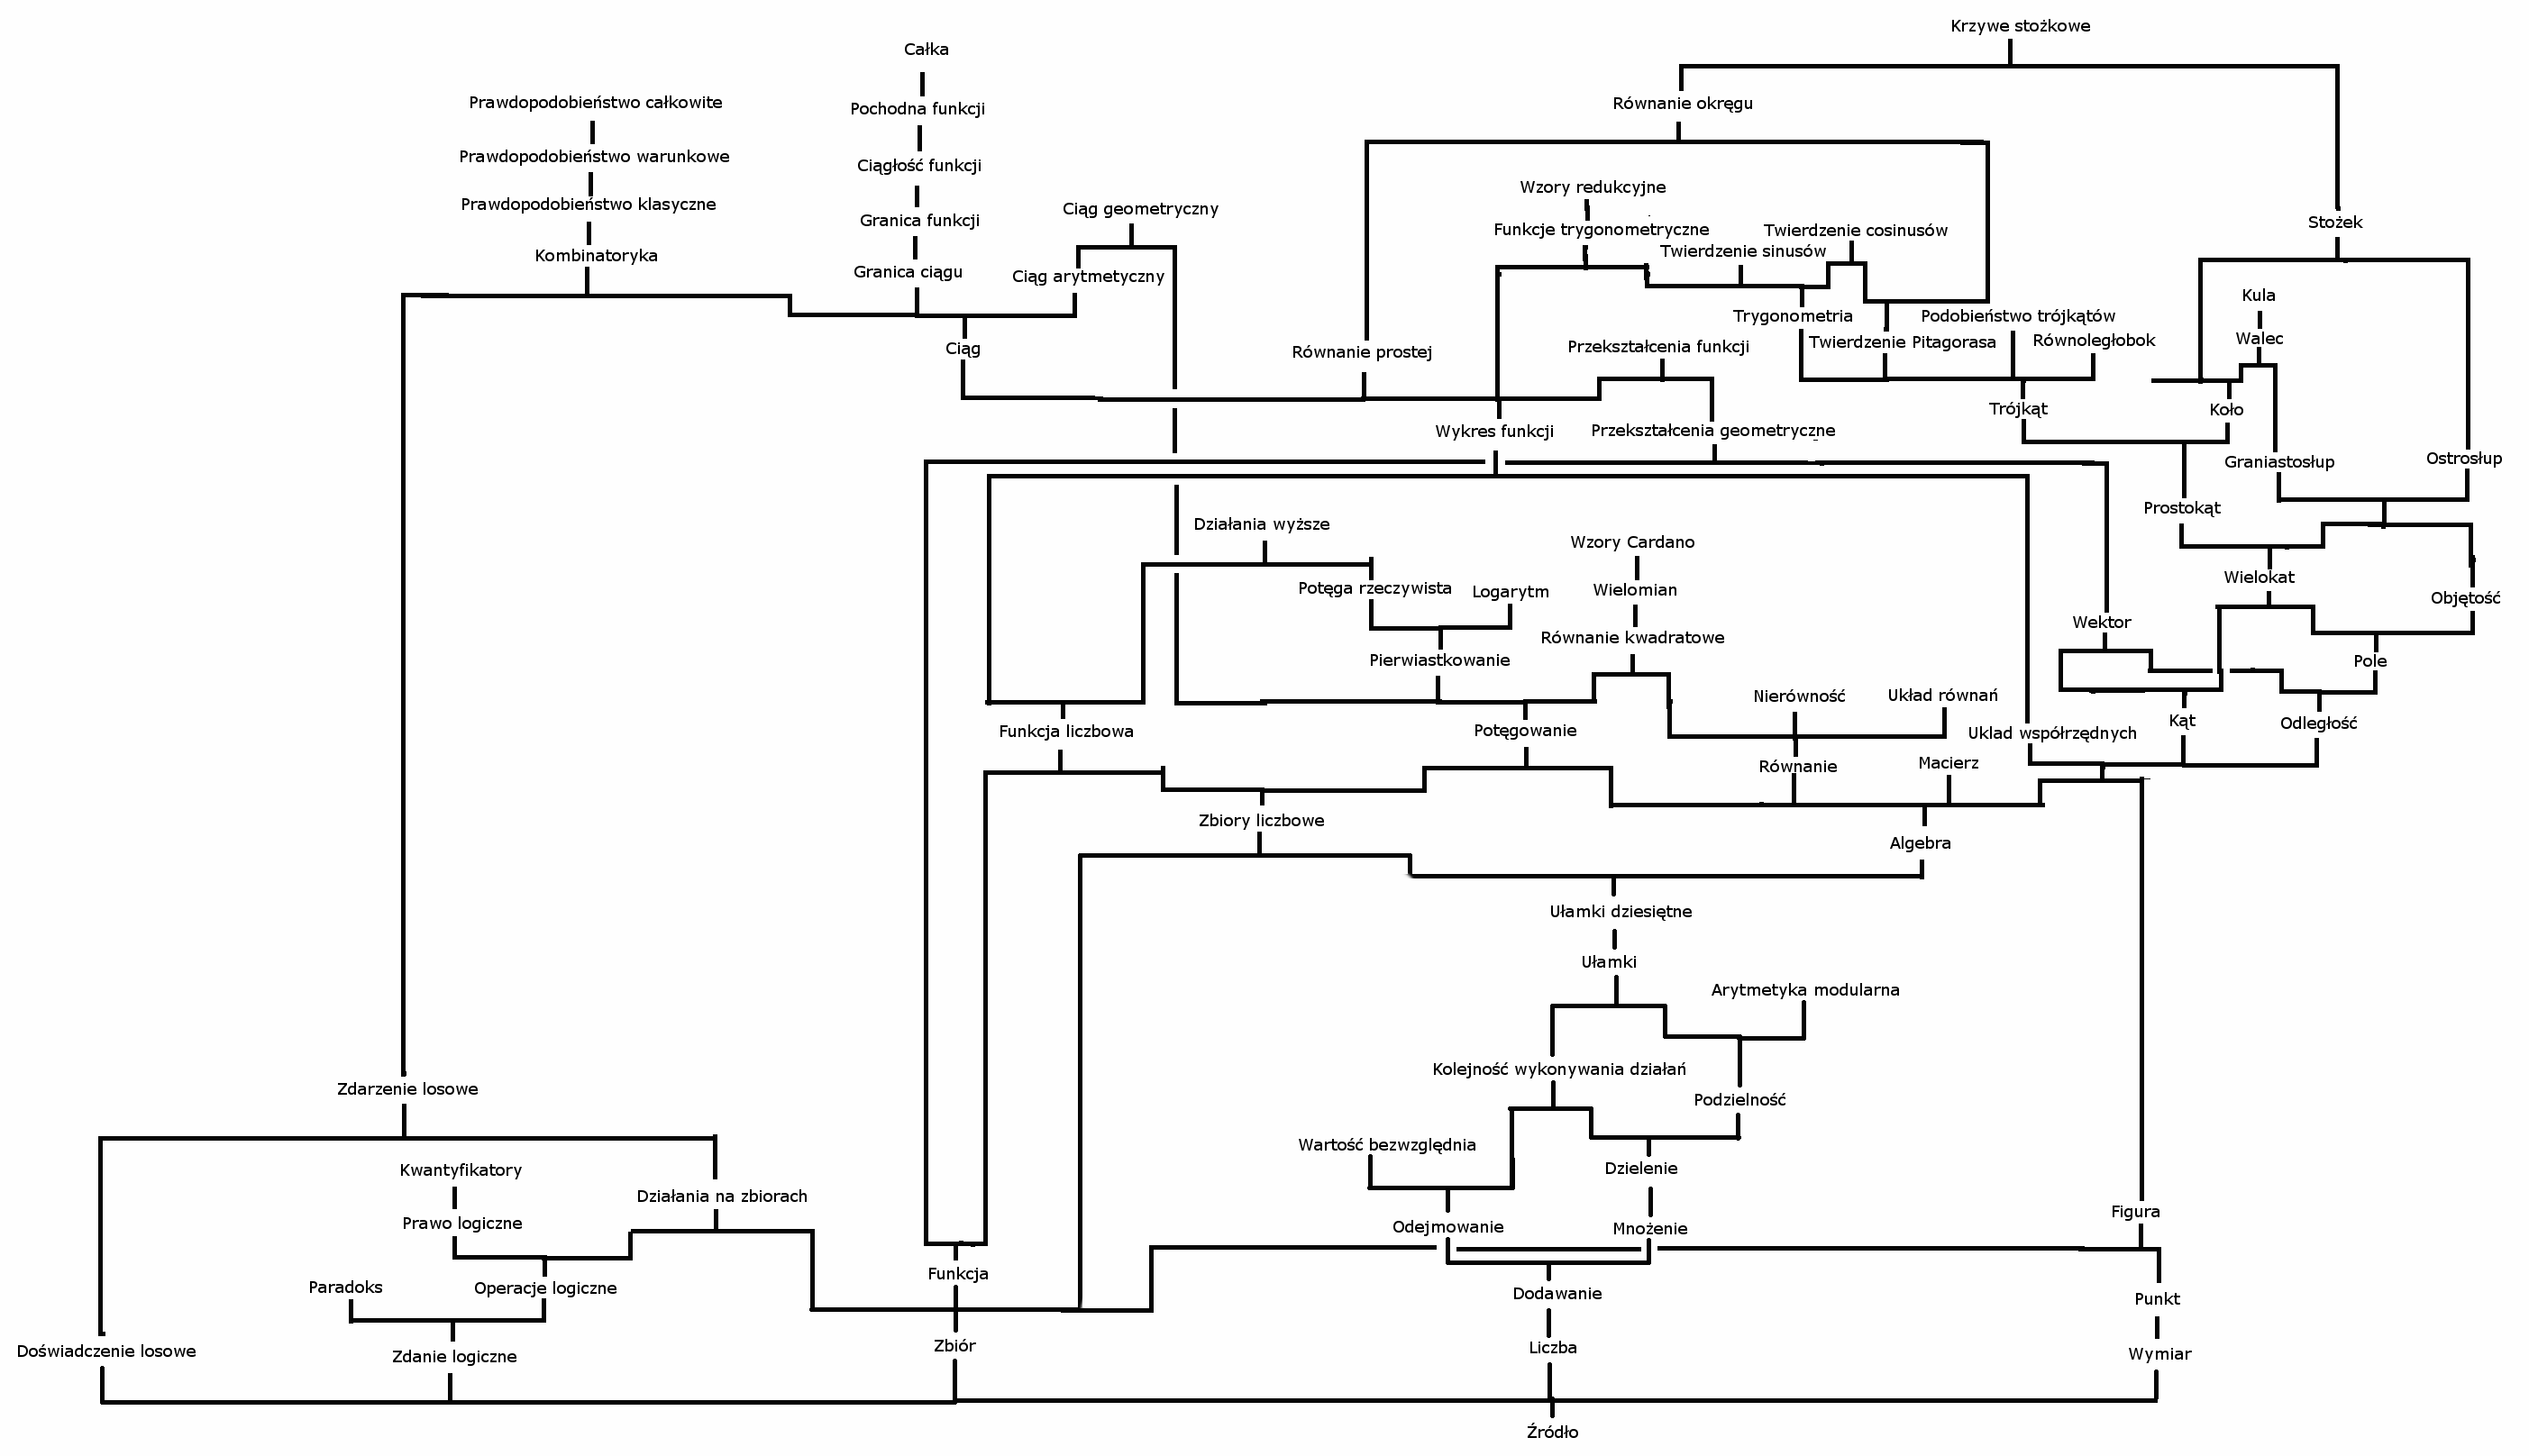 Krzywe stożkowe
Całka
Prawdopodobieństwo całkowite
Pochodna funkcji
Równanie okręgu
Prawdopodobieństwo warunkowe
Ciągłość funkcji
Wzory redukcyjne
Prawdopodobieństwo klasyczne
Ciąg geometryczny
Granica funkcji
Stożek
Funkcje trygonometryczne
Twierdzenie cosinusów
Twierdzenie sinusów
Kombinatoryka
Granica ciągu
Ciąg arytmetyczny
Kula
Trygonometria
Podobieństwo trójkątów
Walec
Twierdzenie Pitagorasa
Równoległobok
Ciąg
Przekształcenia funkcji
Równanie prostej
Trójkąt
Koło
Wykres funkcji
Przekształcenia geometryczne
Graniastosłup
Ostrosłup
Prostokąt
Działania wyższe
Wzory Cardano
Wielokat
Potęga rzeczywista
Logarytm
Wielomian
Objętość
Wektor
Równanie kwadratowe
Pierwiastkowanie
Pole
Nierówność
Układ równań
Kąt
Odległość
Funkcja liczbowa
Potęgowanie
Uklad współrzędnych
Równanie
Macierz
Zbiory liczbowe
Algebra
Ułamki dziesiętne
Ułamki
Arytmetyka modularna
Kolejność wykonywania działań
Zdarzenie losowe
Podzielność
Wartość bezwzględnia
Kwantyfikatory
Dzielenie
Działania na zbiorach
Figura
Prawo logiczne
Odejmowanie
Mnożenie
Funkcja
Paradoks
Operacje logiczne
Dodawanie
Punkt
Zbiór
Liczba
Doświadczenie losowe
Zdanie logiczne
Wymiar
Źródło